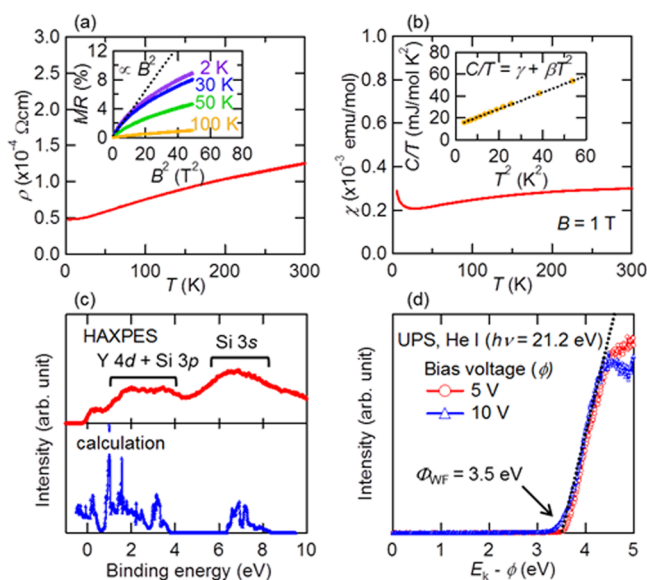 (a)
3.0
2.5
2.0
1.5
1.0
0.5
0.0
ρ (x10⁻⁴ Ωcm)
0 100 200 300
T (K)
12
8
4
0
MR (%)
∝ B²
2 K
30 K
50 K
100 K
0 20 40 60 80
B² (T²)
(b)
1.0
0.8
0.6
0.4
0.2
0.0
χ (x10⁻³ emu/mol)
0 100 200 300
T (K)
B = 1 T
80
60
40
20
0
C/T (mJ/mol K²)
C/T = γ + βT²
0 20 40 60
T² (K²)
(c)
HAXPES
Y 4d + Si 3p
Si 3s
calculation
Intensity (arb. unit)
0 2 4 6 8 10
Binding energy (eV)
(d)
UPS, He I (hν = 21.2 eV)
Bias voltage (ϕ)
5 V
10 V
Φ_WF = 3.5 eV
Intensity (arb. unit)
0 1 2 3 4 5
E_k - ϕ (eV)